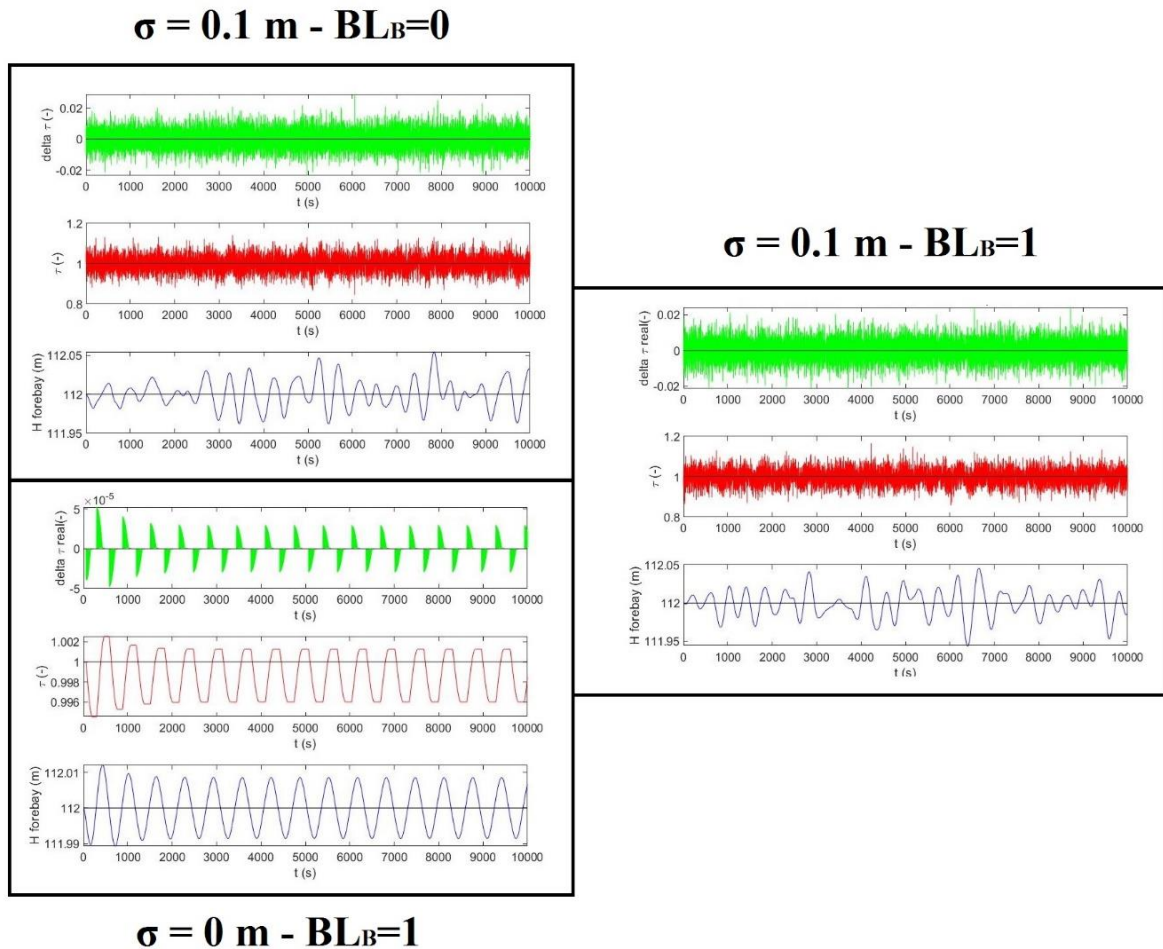 σ = 0.1 m - BLB=0
delta τ (-)
0.02
0
-0.02
0 1000 2000 3000 4000 5000 6000 7000 8000 9000 10000
t (s)
τ (-)
1.2
1
0.8
0 1000 2000 3000 4000 5000 6000 7000 8000 9000 10000
t (s)
H forebay (m)
112.05
112
111.95
0 1000 2000 3000 4000 5000 6000 7000 8000 9000 10000
t (s)
×10-5
delta τ real(-)
5
0
-5
0 1000 2000 3000 4000 5000 6000 7000 8000 9000 10000
t (s)
τ (-)
1.002
1
0.998
0.996
0 1000 2000 3000 4000 5000 6000 7000 8000 9000 10000
t (s)
H forebay (m)
112.01
112
111.99
0 1000 2000 3000 4000 5000 6000 7000 8000 9000 10000
t (s)
σ = 0 m - BLB=1
σ = 0.1 m - BLB=1
delta τ real(-)
0.02
0
-0.02
0 1000 2000 3000 4000 5000 6000 7000 8000 9000 10000
t (s)
τ (-)
1.2
1
0.8
0 1000 2000 3000 4000 5000 6000 7000 8000 9000 10000
t (s)
H forebay (m)
112.05
112
111.95
0 1000 2000 3000 4000 5000 6000 7000 8000 9000 10000
t (s)